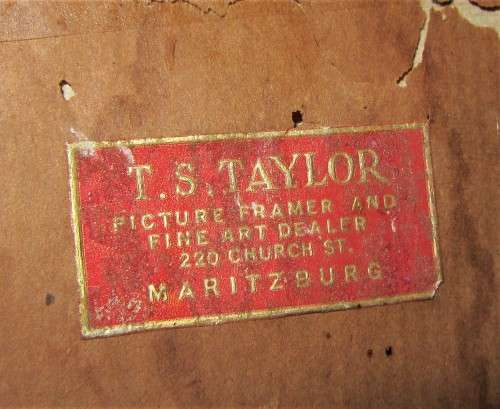 T. S. TAYLOR
PICTURE FRAMER AND
FINE ART DEALER
220 CHURCH ST.
MARITZBURG